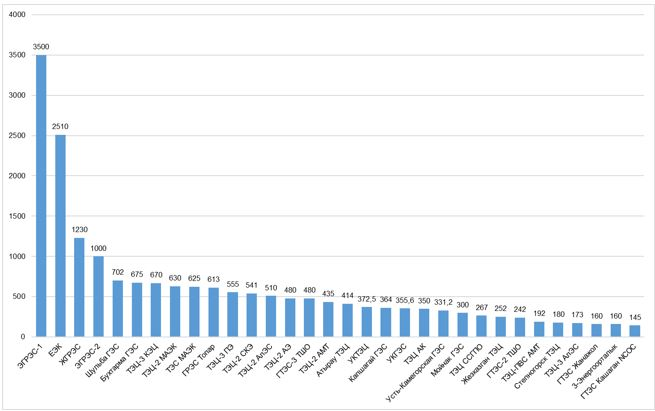 4000
3500
3000
2500
2000
1500
1000
500
0
3500
2510
1230
1000
702
675
670
630
625
613
555
541
510
480
480
435
414
372,5
364
355,6
350
331,2
300
267
252
242
192
180
173
160
160
145
ЭГРЭС-1
ЕЭК
ЖГРЭС
ЭГРЭС-2
Шульба ГЭС
Бухтарма ГЭС
ТЭЦ-3 КЭЦ
ТЭЦ-2 МАЭК
ТЭС МАЭК
ГРЭС Топар
ТЭЦ-3 ПЭ
ТЭЦ-2 СКЭ
ТЭЦ-2 АлЭС
ТЭЦ-2 АЭ
ГТЭС-3 ТШО
ТЭЦ-2 АМТ
Атырау ТЭЦ
УКТЭЦ
Капшагай ГЭС
УКГЭС
ТЭЦ АК
Усть-Камегорская ГЭС
Мойнак ГЭС
ТЭЦ ССГПО
Жезказган ТЭЦ
ГТЭС-2 ТШО
ТЭЦ-ПВС АМТ
Степногорск ТЭЦ
ТЭЦ-3 АлЭС
ГТЭС Жанажол
3-Энергоорталык
ГТЭС Кашаган NCOC